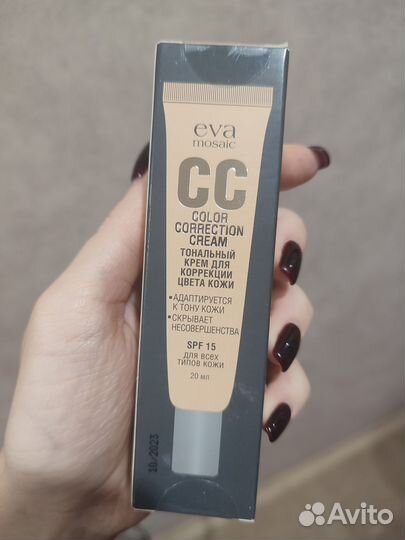 eva
mosaic
CC
COLOR
CORRECTION
CREAM
ТОНАЛЬНЫЙ
КРЕМ ДЛЯ
КОРРЕКЦИИ
ЦВЕТА КОЖИ
• АДАПТИРУЕТСЯ
К ТОНУ КОЖИ
• СКРЫВАЕТ
НЕСОВЕРШЕНСТВА
SPF 15
ДЛЯ ВСЕХ
ТИПОВ КОЖИ
20 МЛ
10/2023
Avito